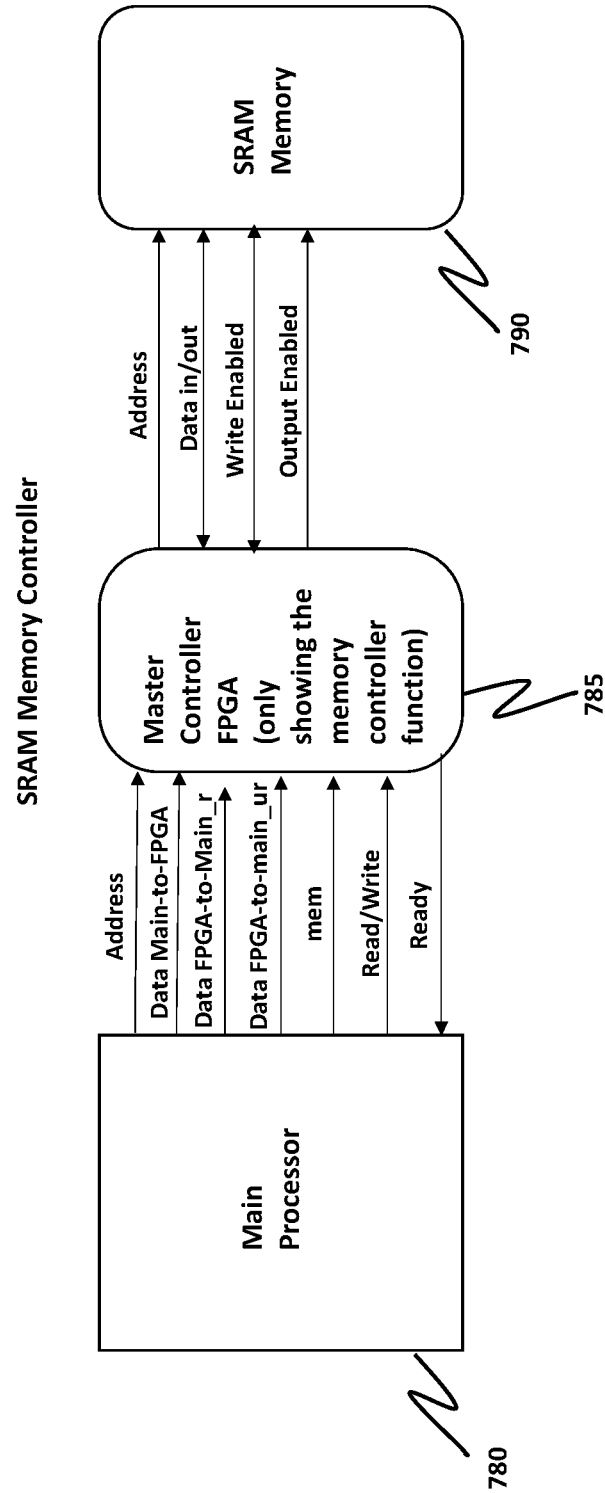 SRAM Memory Controller
Main
Processor
780
Address
Data Main-to-FPGA
Data FPGA-to-Main_r
Data FPGA-to-main_ur
mem
Read/Write
Ready
Master
Controller
FPGA
(only
showing the
memory
controller
function)
785
Address
Data in/out
Write Enabled
Output Enabled
SRAM
Memory
790